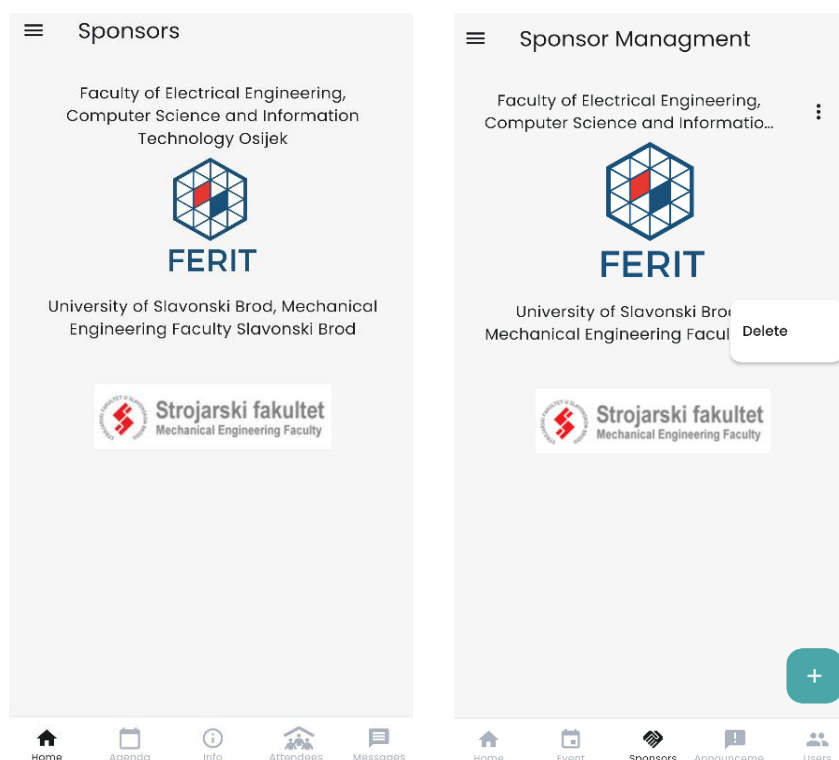 Sponsors
Faculty of Electrical Engineering,
Computer Science and Information
Technology Osijek
FERIT
University of Slavonski Brod, Mechanical
Engineering Faculty Slavonski Brod
Strojarski fakultet
Mechanical Engineering Faculty
Home
Agenda
Info
Attendees
Messages
Sponsor Managment
Faculty of Electrical Engineering,
Computer Science and Informatio...
FERIT
University of Slavonski
Mechanical Engineering
Delete
Strojarski fakultet
Mechanical Engineering Faculty
+
Home
Event
Sponsors
Announceme
Users